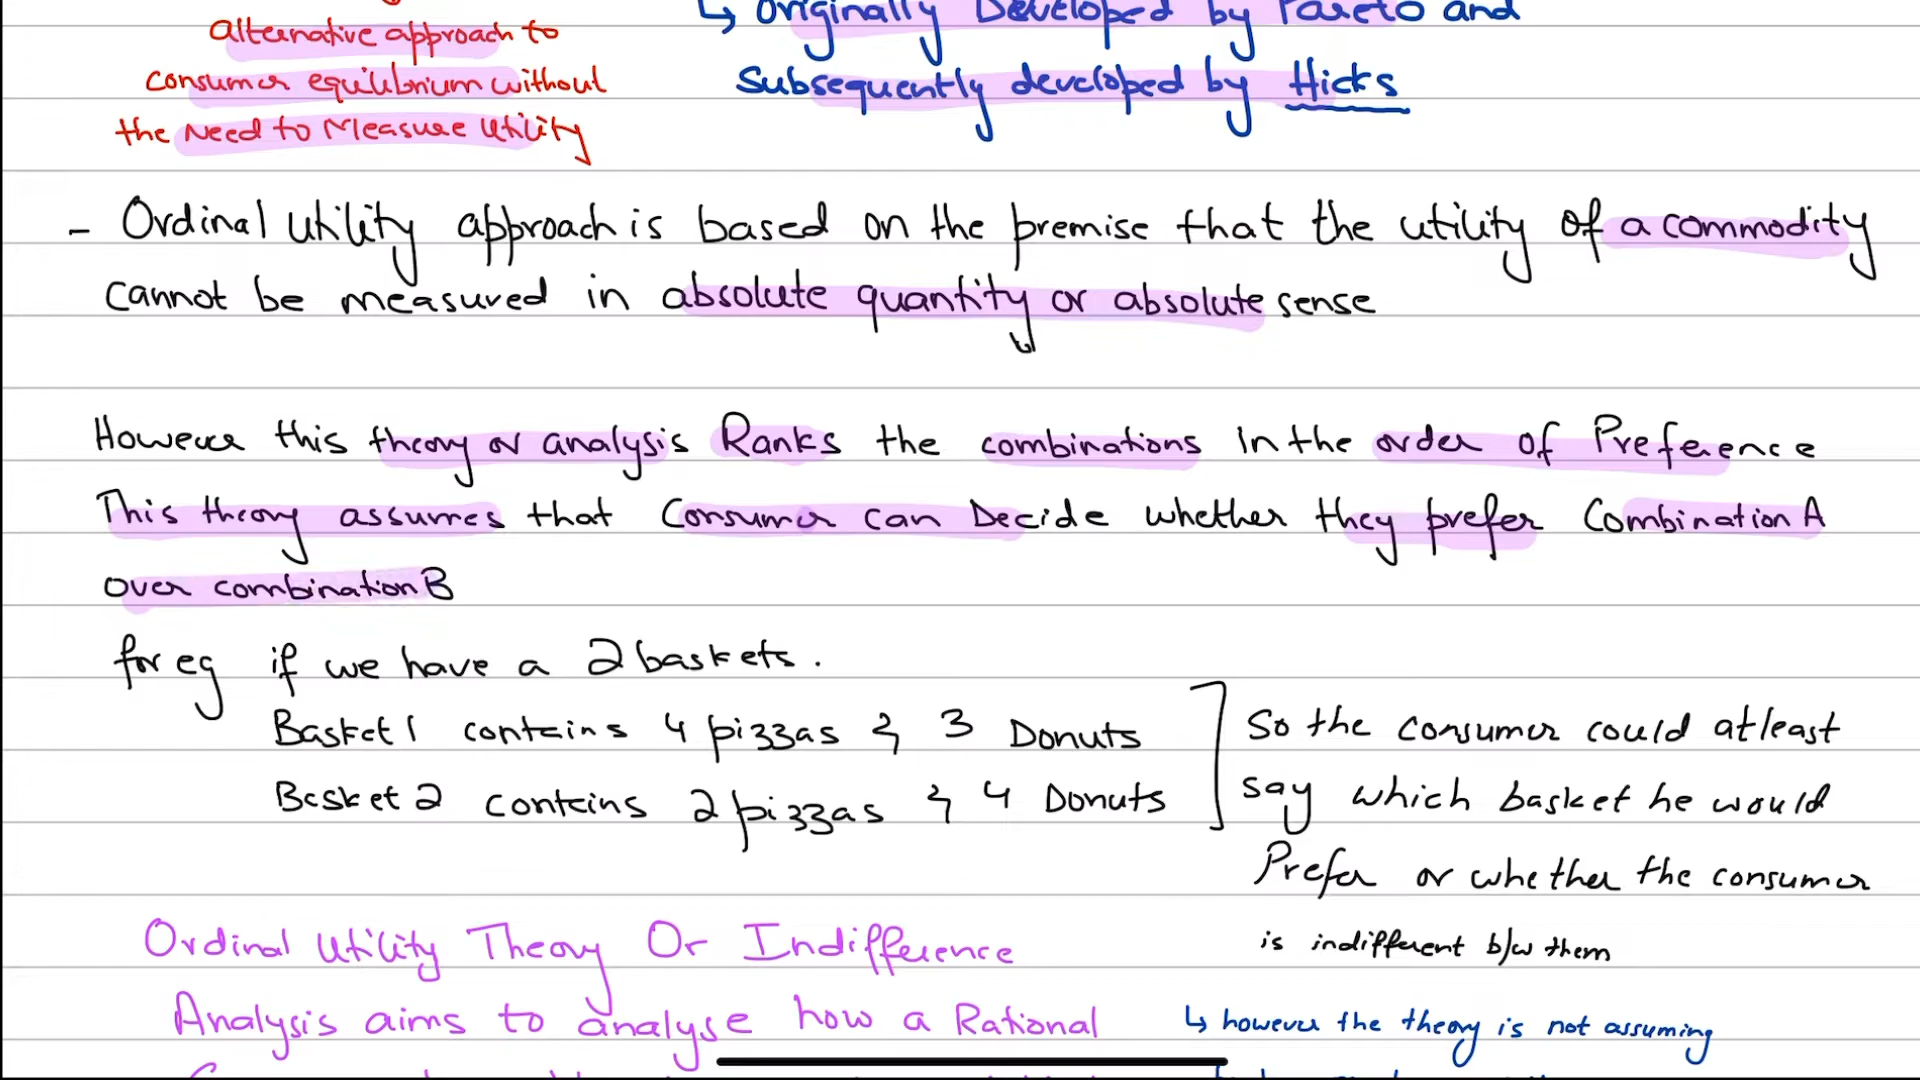 alternative approach to
consumer equilibrium without
the Need to Measure Utility
↳ Originally Developed by Pareto and
Subsequently developed by Hicks
- Ordinal Utility approach is based on the premise that the utility of a commodity
cannot be measured in absolute quantity or absolute sense
However this theory or analysis Ranks the combinations in the order of Preference
This theory assumes that Consumer can Decide whether they prefer Combination A
over combination B
for eg if we have a 2 baskets.
Basket 1 contains 4 pizzas & 3 Donuts
Basket 2 contains 2 pizzas & 4 Donuts
So the consumer could atleast
say which basket he would
Prefer or whether the consumer
is indifferent b/w them
Ordinal Utility Theory Or Indifference
Analysis aims to analyse how a Rational
↳ however the theory is not assuming